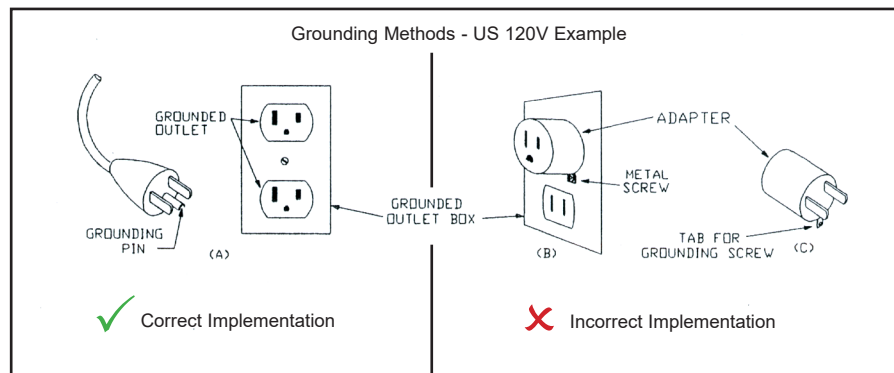 Grounding Methods - US 120V Example
GROUNDED
OUTLET
GROUNDING
PIN
(A)
GROUNDED
OUTLET BOX
ADAPTER
METAL
SCREW
(B)
TAB FOR
GROUNDING SCREW
(C)
Correct Implementation
Incorrect Implementation